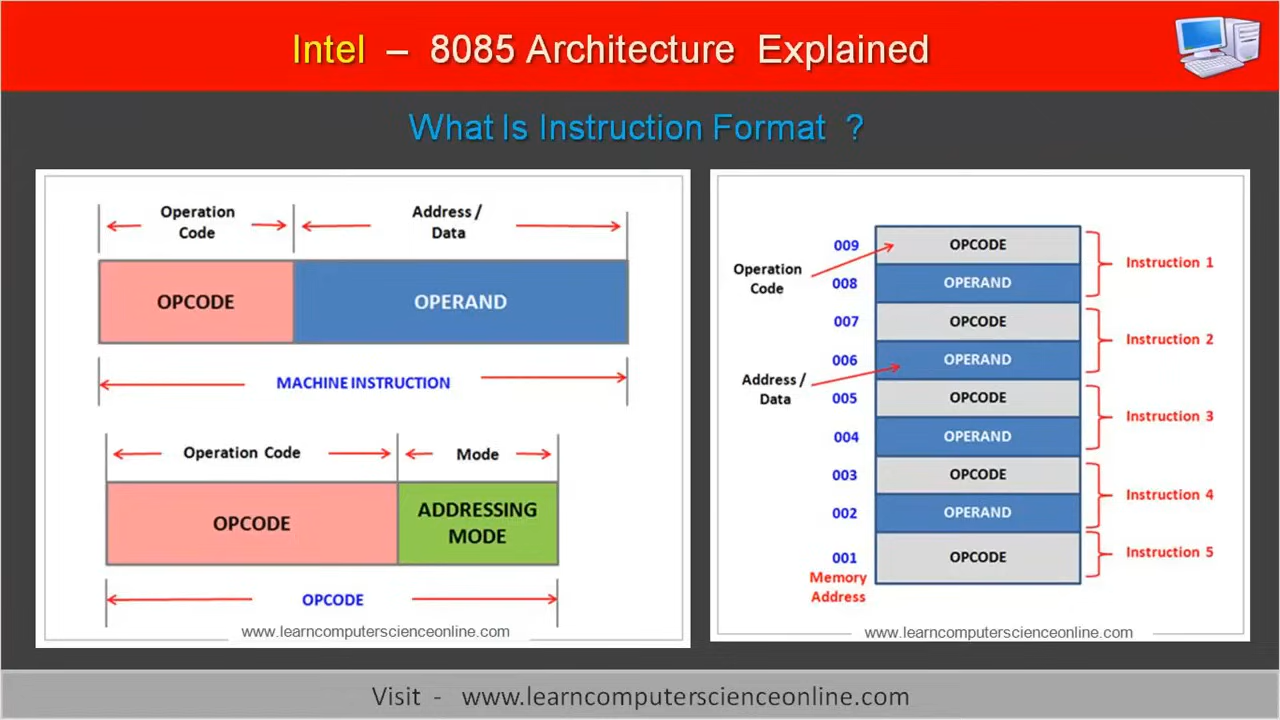 Intel – 8085 Architecture Explained
What Is Instruction Format ?
Operation
Code
Address /
Data
OPCODE
OPERAND
MACHINE INSTRUCTION
Operation Code
Mode
OPCODE
ADDRESSING
MODE
OPCODE
www.learncomputerscienceonline.com
009
OPCODE
Instruction 1
Operation
Code
008
OPERAND
007
OPCODE
Instruction 2
006
OPERAND
Address /
Data
005
OPCODE
Instruction 3
004
OPERAND
003
OPCODE
Instruction 4
002
OPERAND
001
OPCODE
Instruction 5
Memory
Address
www.learncomputerscienceonline.com
Visit - www.learncomputerscienceonline.com